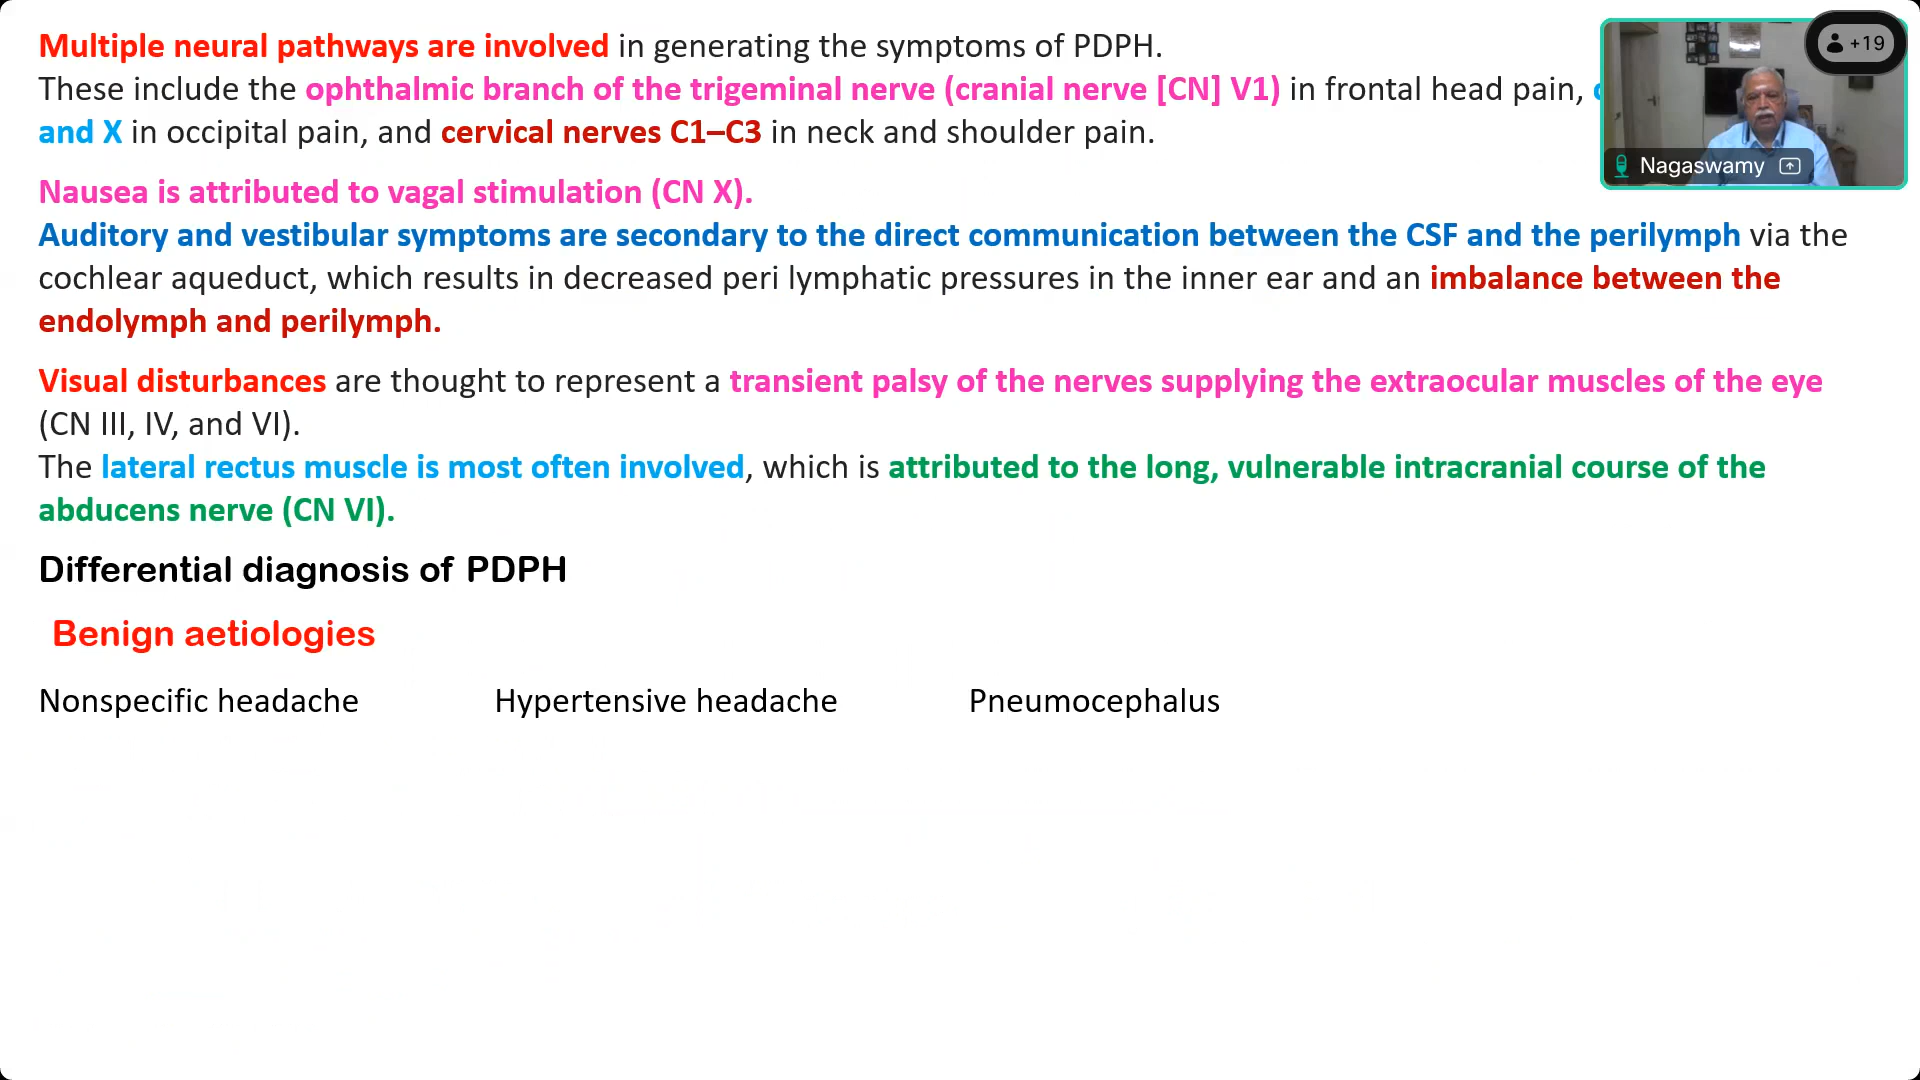 Multiple neural pathways are involved in generating the symptoms of PDPH.
These include the ophthalmic branch of the trigeminal nerve (cranial nerve [CN] V1) in frontal head pain,
and X in occipital pain, and cervical nerves C1–C3 in neck and shoulder pain.
Nausea is attributed to vagal stimulation (CN X).
Auditory and vestibular symptoms are secondary to the direct communication between the CSF and the perilymph via the
cochlear aqueduct, which results in decreased peri lymphatic pressures in the inner ear and an imbalance between the
endolymph and perilymph.
Visual disturbances are thought to represent a transient palsy of the nerves supplying the extraocular muscles of the eye
(CN III, IV, and VI).
The lateral rectus muscle is most often involved, which is attributed to the long, vulnerable intracranial course of the
abducens nerve (CN VI).
Differential diagnosis of PDPH
Benign aetiologies
Nonspecific headache Hypertensive headache Pneumocephalus
+19
Nagaswamy